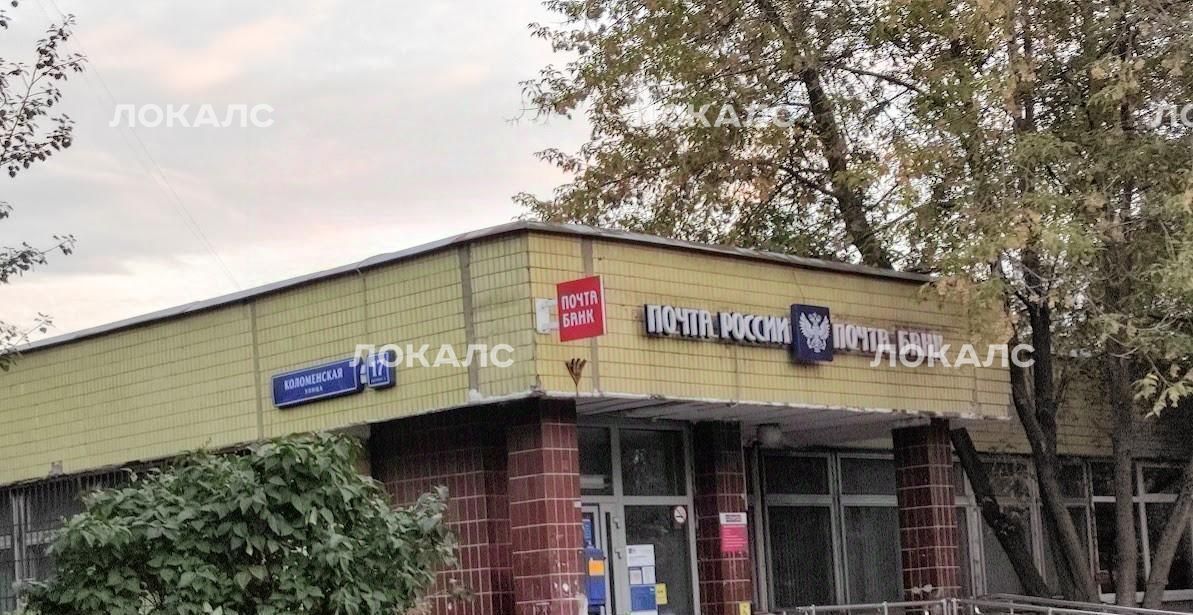 ЛОКАЛС
ЛОКАЛС
ПОЧТА
БАНК
ПОЧТА РОССИИ
ПОЧТА БАНК
КОЛОМЕНСКАЯ
УЛИЦА
17
ЛОКАЛС
ЛОКАЛС